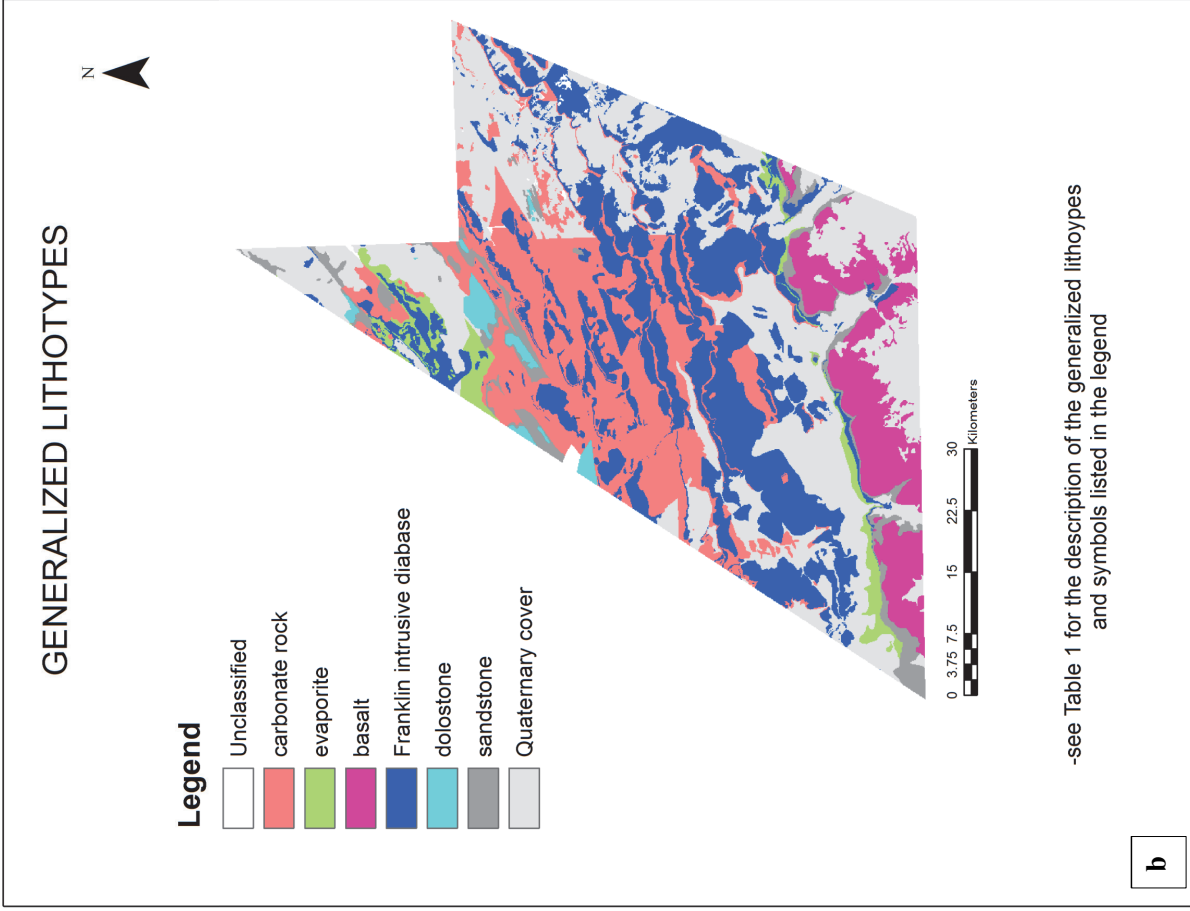 GENERALIZED LITHOTYPES
N
Legend
Unclassified
carbonate rock
evaporite
basalt
Franklin intrusive diabase
dolostone
sandstone
Quaternary cover
0 3.75 7.5 15 22.5 30
Kilometers
-see Table 1 for the description of the generalized lithoypes
and symbols listed in the legend
b